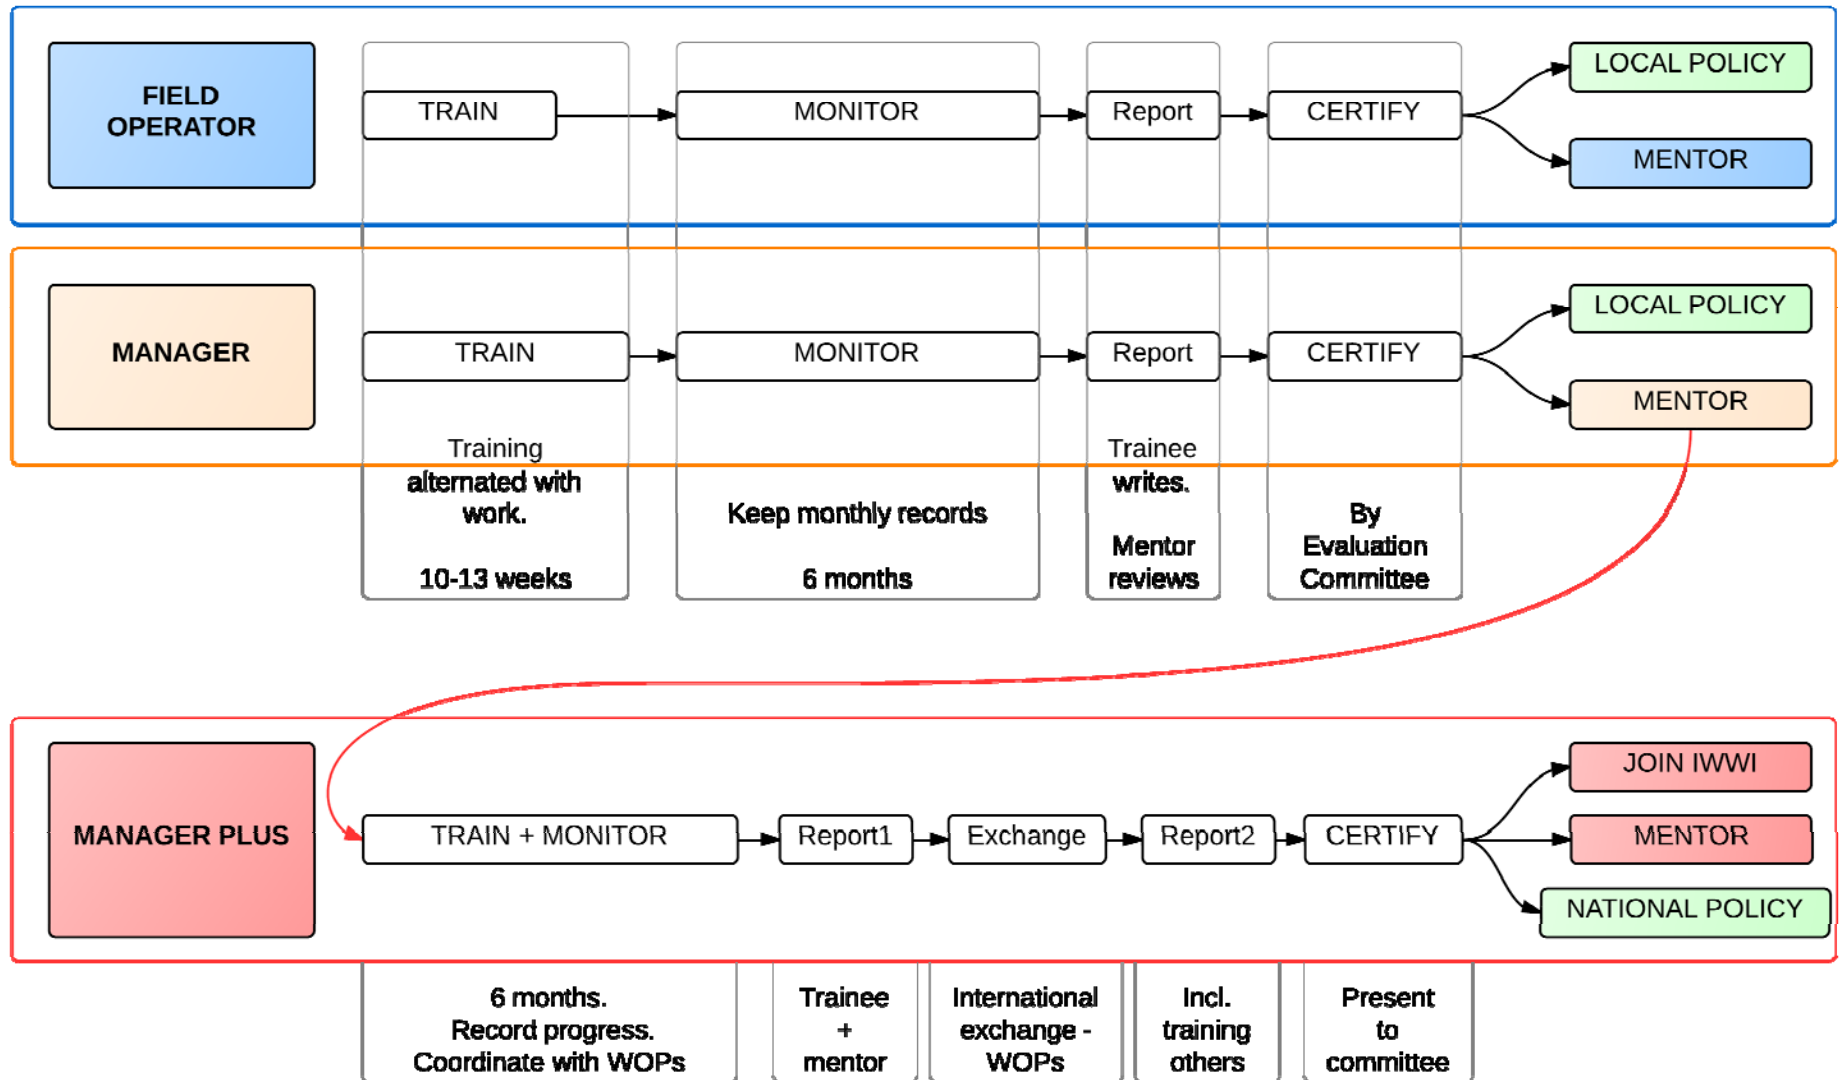 FIELD
OPERATOR
TRAIN
MONITOR
Report
CERTIFY
LOCAL POLICY
MENTOR
MANAGER
TRAIN
MONITOR
Report
CERTIFY
LOCAL POLICY
MENTOR
Training
alternated with
work.
10-13 weeks
Keep monthly records
6 months
Trainee
writes.
Mentor
reviews
By
Evaluation
Committee
MANAGER PLUS
TRAIN + MONITOR
Report1
Exchange
Report2
CERTIFY
JOIN IWWI
MENTOR
NATIONAL POLICY
6 months.
Record progress.
Coordinate with WOPs
Trainee
+
mentor
International
exchange -
WOPs
Incl.
training
others
Present
to
committee